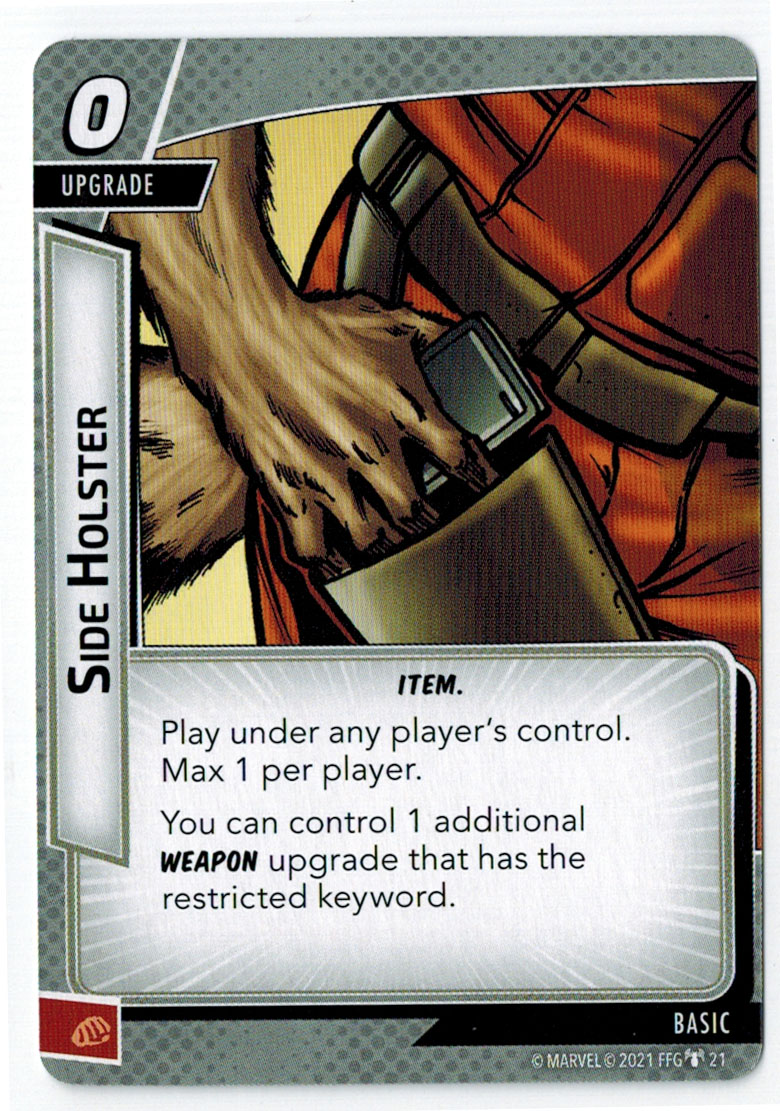 0
UPGRADE
SIDE HOLSTER
ITEM.
Play under any player's control.
Max 1 per player.
You can control 1 additional
WEAPON upgrade that has the
restricted keyword.
BASIC
© MARVEL © 2021 FFG 21